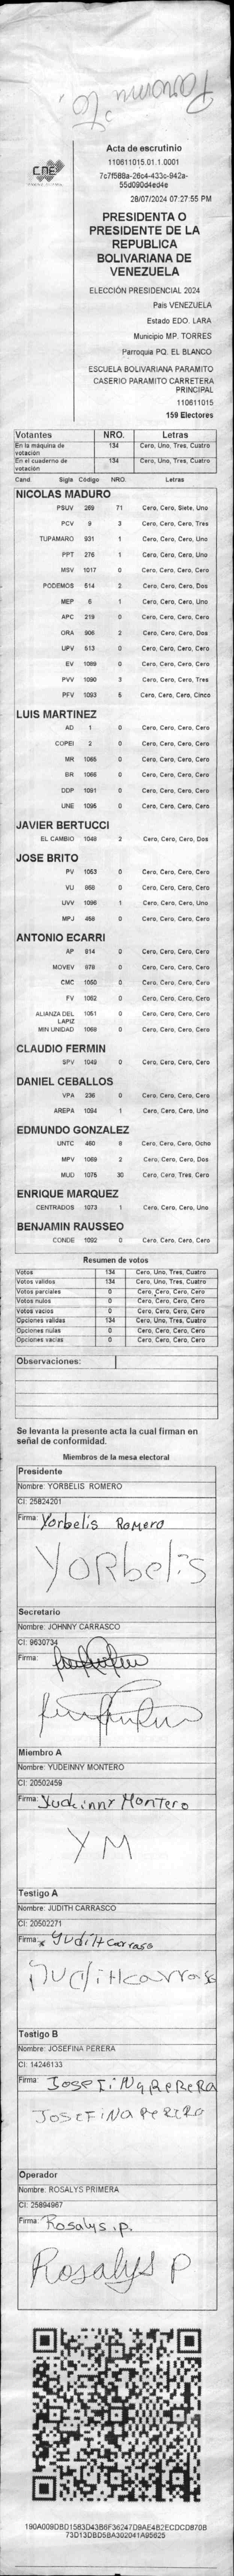 CNE
Acta de escrutinio
110611015.01.1.0001
7c7f588a-26c4-433c-942a-
55d090d4ed4e
28/07/2024 07:27:55 PM
PRESIDENTA O
PRESIDENTE DE LA
REPUBLICA
BOLIVARIANA DE
VENEZUELA
ELECCIÓN PRESIDENCIAL 2024
Pais VENEZUELA
Estado EDO. LARA
Municipio MP. TORRES
Parroquia PQ. EL BLANCO
ESCUELA BOLIVARIANA PARAMITO
CASERIO PARAMITO CARRETERA
PRINCIPAL
110611015
159 Electores
Votantes NRO. Letras
En la máquina de votación 134 Cero, Uno, Tres, Cuatro
En el cuaderno de votación 134 Cero, Uno, Tres, Cuatro
Cand. Sigla Código NRO. Letras
NICOLAS MADURO
PSUV 269 71 Cero, Cero, Siete, Uno
PCV 9 3 Cero, Cero, Cero, Tres
TUPAMARO 931 1 Cero, Cero, Cero, Uno
PPT 276 1 Cero, Cero, Cero, Uno
MSV 1017 0 Cero, Cero, Cero, Cero
PODEMOS 514 2 Cero, Cero, Cero, Dos
MEP 6 1 Cero, Cero, Cero, Uno
APC 219 0 Cero, Cero, Cero, Cero
ORA 906 2 Cero, Cero, Cero, Dos
UPV 513 0 Cero, Cero, Cero, Cero
EV 1089 0 Cero, Cero, Cero, Cero
PVV 1090 3 Cero, Cero, Cero, Tres
PFV 1093 5 Cero, Cero, Cero, Cinco
LUIS MARTINEZ
AD 1 0 Cero, Cero, Cero, Cero
COPEI 2 0 Cero, Cero, Cero, Cero
MR 1065 0 Cero, Cero, Cero, Cero
BR 1066 0 Cero, Cero, Cero, Cero
DDP 1091 0 Cero, Cero, Cero, Cero
UNE 1095 0 Cero, Cero, Cero, Cero
JAVIER BERTUCCI
EL CAMBIO 1048 2 Cero, Cero, Cero, Dos
JOSE BRITO
PV 1053 0 Cero, Cero, Cero, Cero
VU 868 0 Cero, Cero, Cero, Cero
UVV 1096 1 Cero, Cero, Cero, Uno
MPJ 458 0 Cero, Cero, Cero, Cero
ANTONIO ECARRI
AP 814 0 Cero, Cero, Cero, Cero
MOVEV 978 0 Cero, Cero, Cero, Cero
CMC 1050 0 Cero, Cero, Cero, Cero
FV 1082 0 Cero, Cero, Cero, Cero
ALIANZA DEL LAPIZ 1051 0 Cero, Cero, Cero, Cero
MIN UNIDAD 1068 0 Cero, Cero, Cero, Cero
CLAUDIO FERMIN
SPV 1049 0 Cero, Cero, Cero, Cero
DANIEL CEBALLOS
VPA 236 0 Cero, Cero, Cero, Cero
AREPA 1094 1 Cero, Cero, Cero, Uno
EDMUNDO GONZALEZ
UNTC 460 8 Cero, Cero, Cero, Ocho
MPV 1069 2 Cero, Cero, Cero, Dos
MUD 1075 30 Cero, Cero, Tres, Cero
ENRIQUE MARQUEZ
CENTRADOS 1073 1 Cero, Cero, Cero, Uno
BENJAMIN RAUSSEO
CONDE 1092 0 Cero, Cero, Cero, Cero
Resumen de votos
Votos 134 Cero, Uno, Tres, Cuatro
Votos validos 134 Cero, Uno, Tres, Cuatro
Votos parciales 0 Cero, Cero, Cero, Cero
Votos nulos 0 Cero, Cero, Cero, Cero
Votos vacios 0 Cero, Cero, Cero, Cero
Opciones validas 134 Cero, Uno, Tres, Cuatro
Opciones nulas 0 Cero, Cero, Cero, Cero
Opciones vacias 0 Cero, Cero, Cero, Cero
Observaciones:
Se levanta la presente acta la cual firman en
señal de conformidad.
Miembros de la mesa electoral
Presidente
Nombre: YORBELIS ROMERO
CI: 25824201
Firma: Yorbelis Romero
Yorbelis
Secretario
Nombre: JOHNNY CARRASCO
CI: 9630734
Firma:
Miembro A
Nombre: YUDEINNY MONTERO
CI: 20502459
Firma: Yudeinny Montero
YM
Testigo A
Nombre: JUDITH CARRASCO
CI: 20502271
Firma: Juditcarrasco
Juditcarrasco
Testigo B
Nombre: JOSEFINA PERERA
CI: 14246133
Firma: JoseFiNa PeReRA
JOSEFiNA PeReRa
Operador
Nombre: ROSALYS PRIMERA
CI: 25894967
Firma: Rosalys .p.
Rosalys P
190A009DBD1583D43B6F36247D9AE4B2ECDCD870B
73D13DBD5BA302041A95625